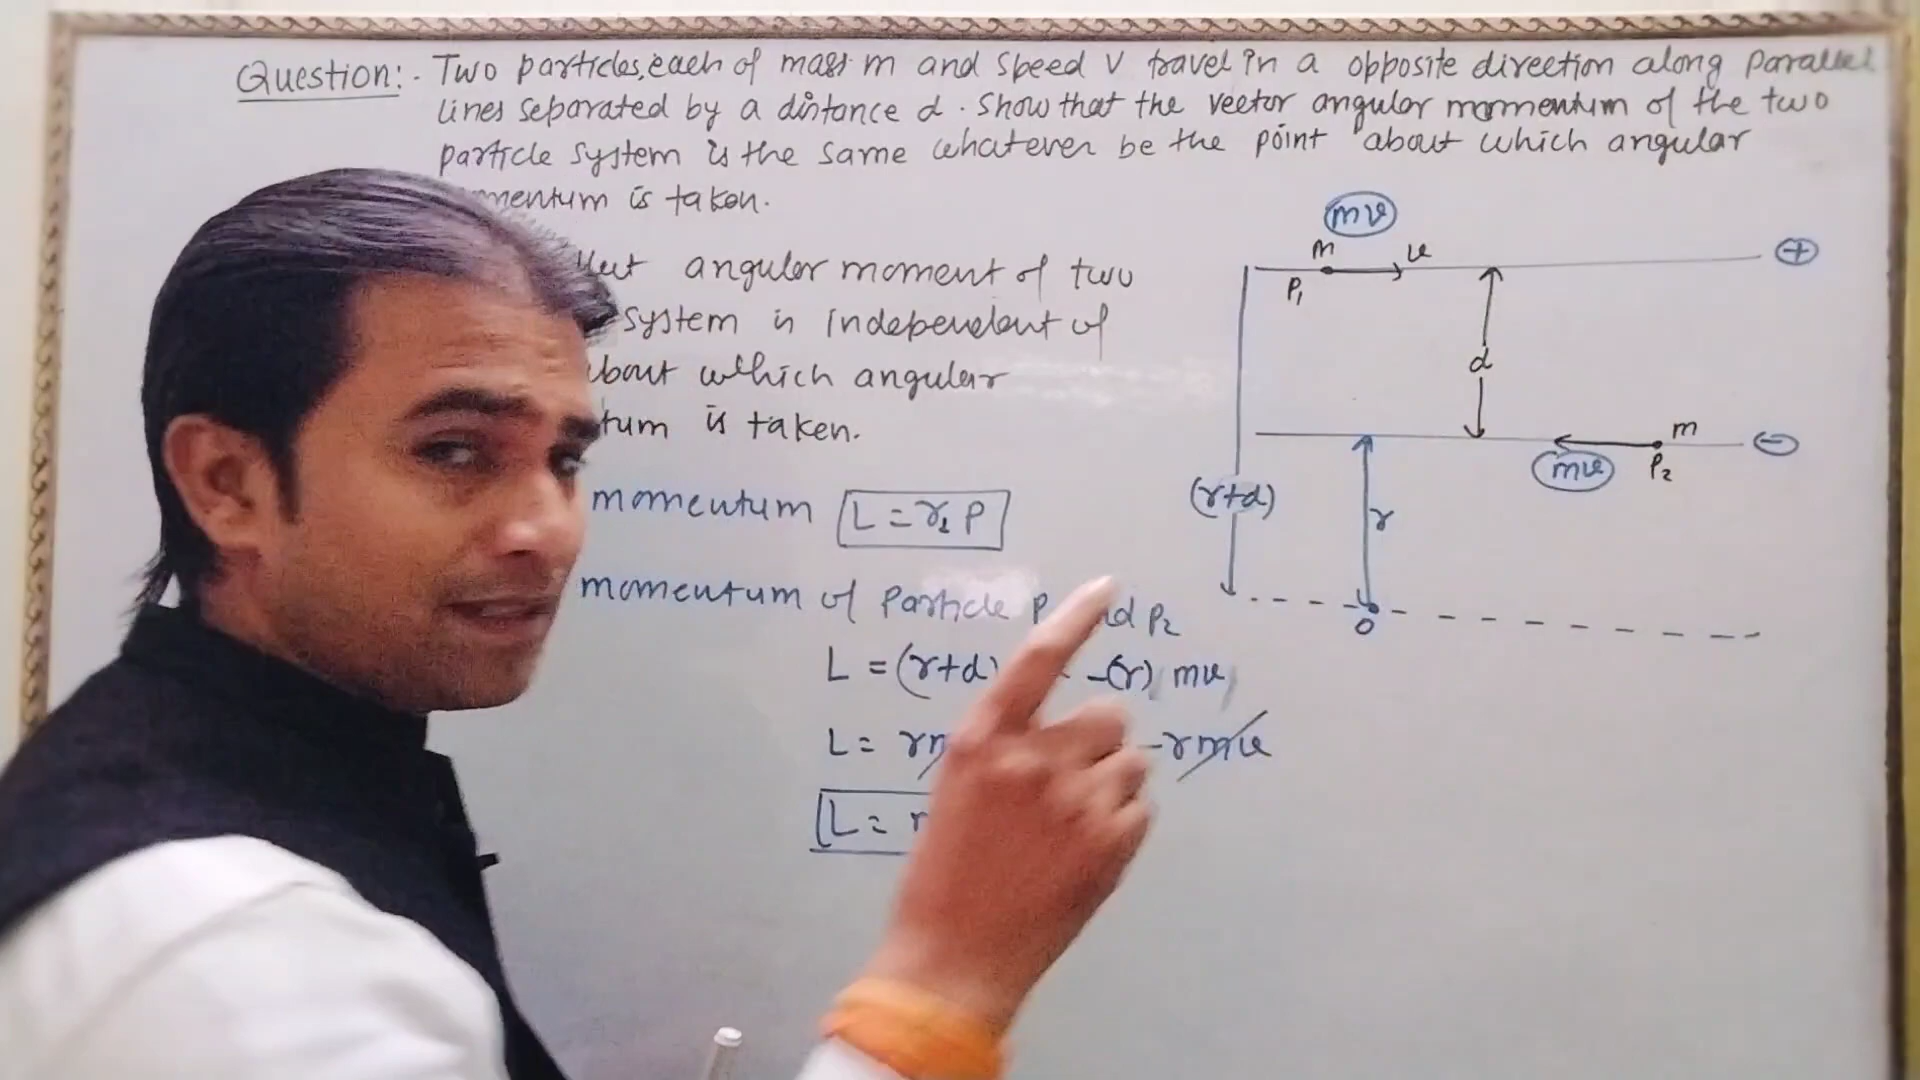 Question:- Two particles, each of mass m and speed v travel in a opposite direction along parallel
lines separated by a distance d. Show that the vector angular momentum of the two
particle system is the same whatever be the point about which angular
mentum is taken.
angular moment of two
system is independent of
about which angular
tum is taken.
momentum L = r⊥ P
momentum of particle P P2
L = (r+d) -(r) mv
L = r -rmv
L =
mv
m
v
P1
+
d
m
-
mv
P2
(r+d)
r
O